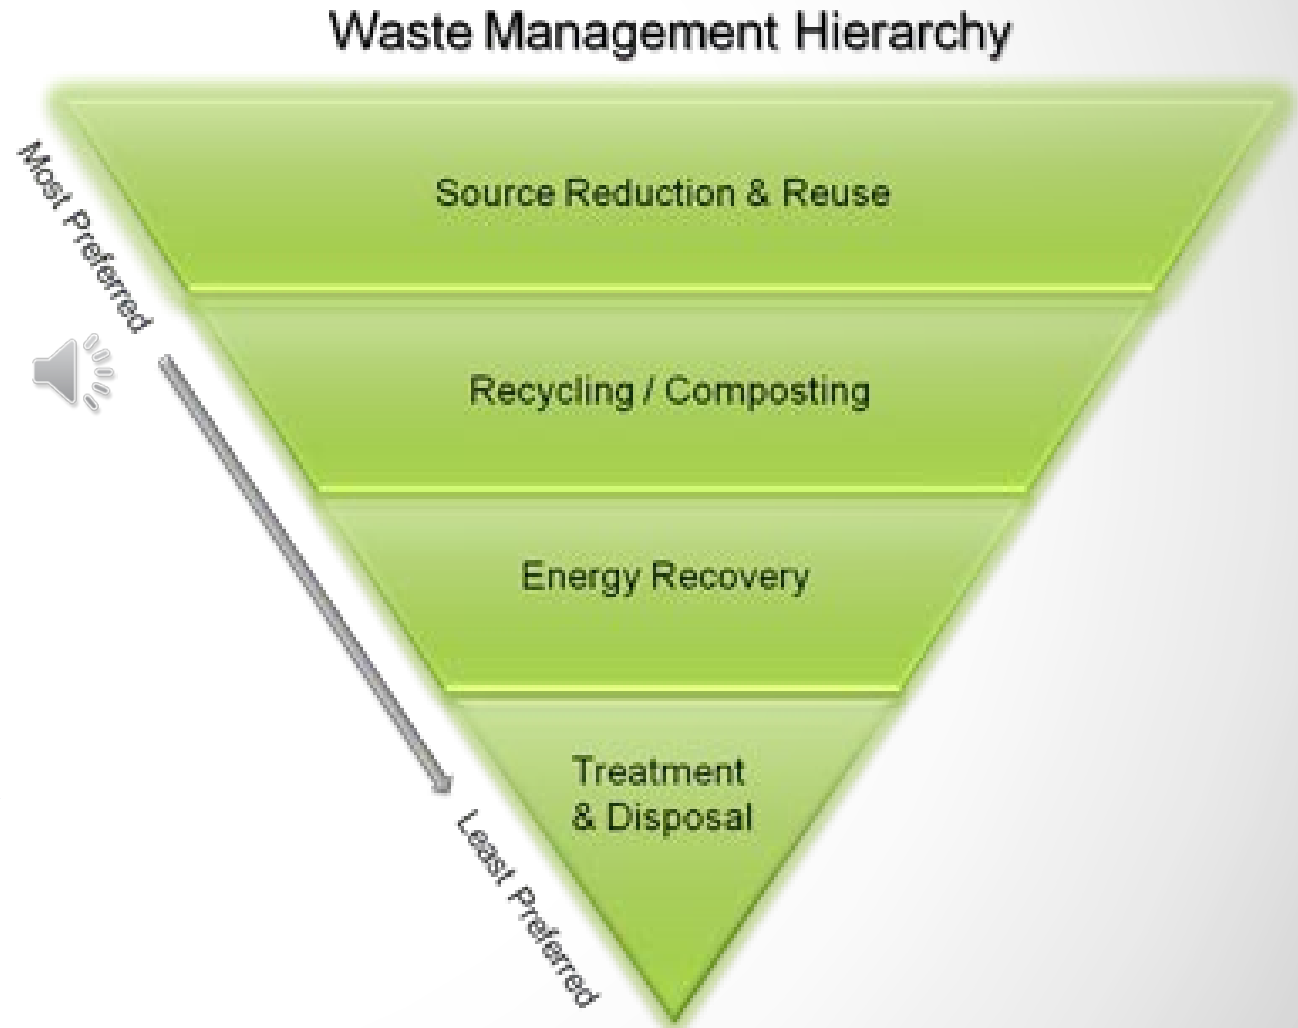 Waste Management Hierarchy
Most Preferred
Source Reduction & Reuse
Recycling / Composting
Energy Recovery
Treatment
& Disposal
Least Preferred